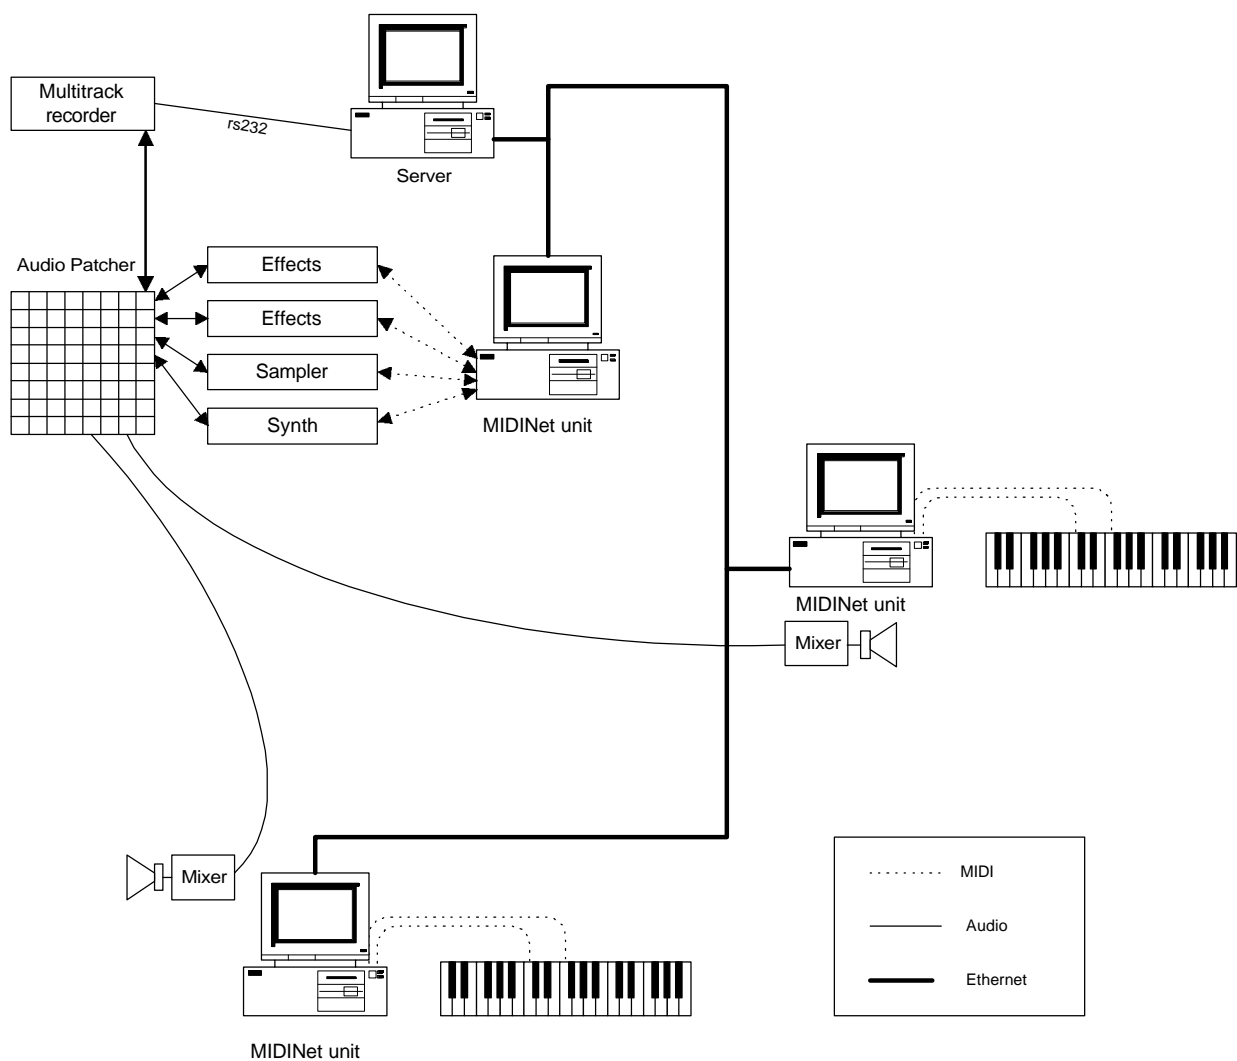 Multitrack
recorder
rs232
Server
Audio Patcher
Effects
Effects
Sampler
Synth
MIDINet unit
MIDINet unit
Mixer
Mixer
MIDINet unit
MIDI
Audio
Ethernet